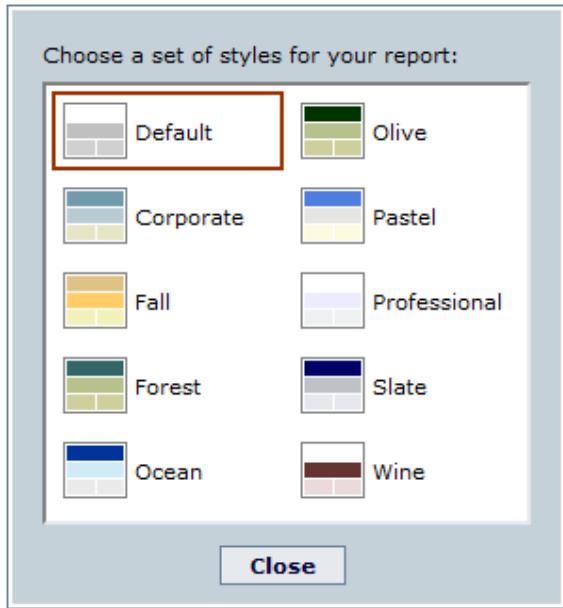 Choose a set of styles for your report:
Default
Olive
Corporate
Pastel
Fall
Professional
Forest
Slate
Ocean
Wine
Close